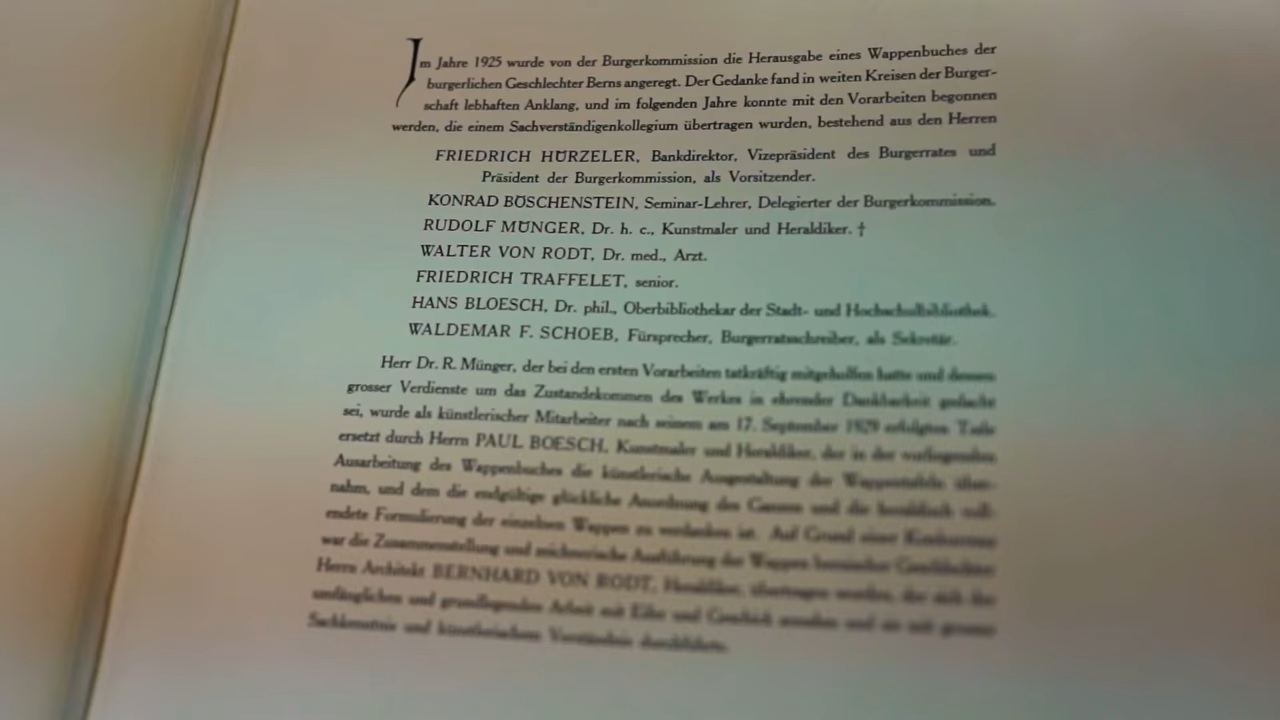 Im Jahre 1925 wurde von der Burgerkommission die Herausgabe eines Wappenbuches der
burgerlichen Geschlechter Berns angeregt. Der Gedanke fand in weiten Kreisen der Burger-
schaft lebhaften Anklang, und im folgenden Jahre konnte mit den Vorarbeiten begonnen
werden, die einem Sachverständigenkollegium übertragen wurden, bestehend aus den Herren
FRIEDRICH HÜRZELER, Bankdirektor, Vizepräsident des Burgerrates und
Präsident der Burgerkommission, als Vorsitzender.
KONRAD BÖSCHENSTEIN, Seminar-Lehrer, Delegierter der Burgerkommission.
RUDOLF MÜNGER, Dr. h. c., Kunstmaler und Heraldiker. †
WALTER VON RODT, Dr. med., Arzt.
FRIEDRICH TRAFFELET, senior.
HANS BLOESCH, Dr. phil., Oberbibliothekar der Stadt- und Hochschulbibliothek.
WALDEMAR F. SCHOEB, Fürsprecher, Burgerratsschreiber, als Sekretär.
Herr Dr. R. Münger, der bei den ersten Vorarbeiten tatkräftig mitgeholfen hatte und dessen
grosser Verdienste um das Zustandekommen des Werkes in ehrender Dankbarkeit gedacht
sei, wurde als künstlerischer Mitarbeiter nach seinem am 17. September 1929 erfolgten Tode
ersetzt durch Herrn PAUL BOESCH, Kunstmaler und Heraldiker, der in der vorliegenden
Ausarbeitung des Wappenbuches die künstlerische Ausgestaltung der Wappentafeln über-
nahm, und dem die endgültige glückliche Anordnung des Ganzen und die heraldisch voll-
endete Formulierung der einzelnen Wappen zu verdanken ist. Auf Grund einer
war die Zusammenstellung und zeichnerische Ausführung der Wappen bernischer Geschlechter
Herrn Architekt BERNHARD VON RODT, Heraldiker, übertragen worden, der sich der
umfänglichen und grundlegenden Arbeit mit Eifer und Geschick und sie mit grosser
Sachkenntnis und künstlerischem Verständnis durchführte.